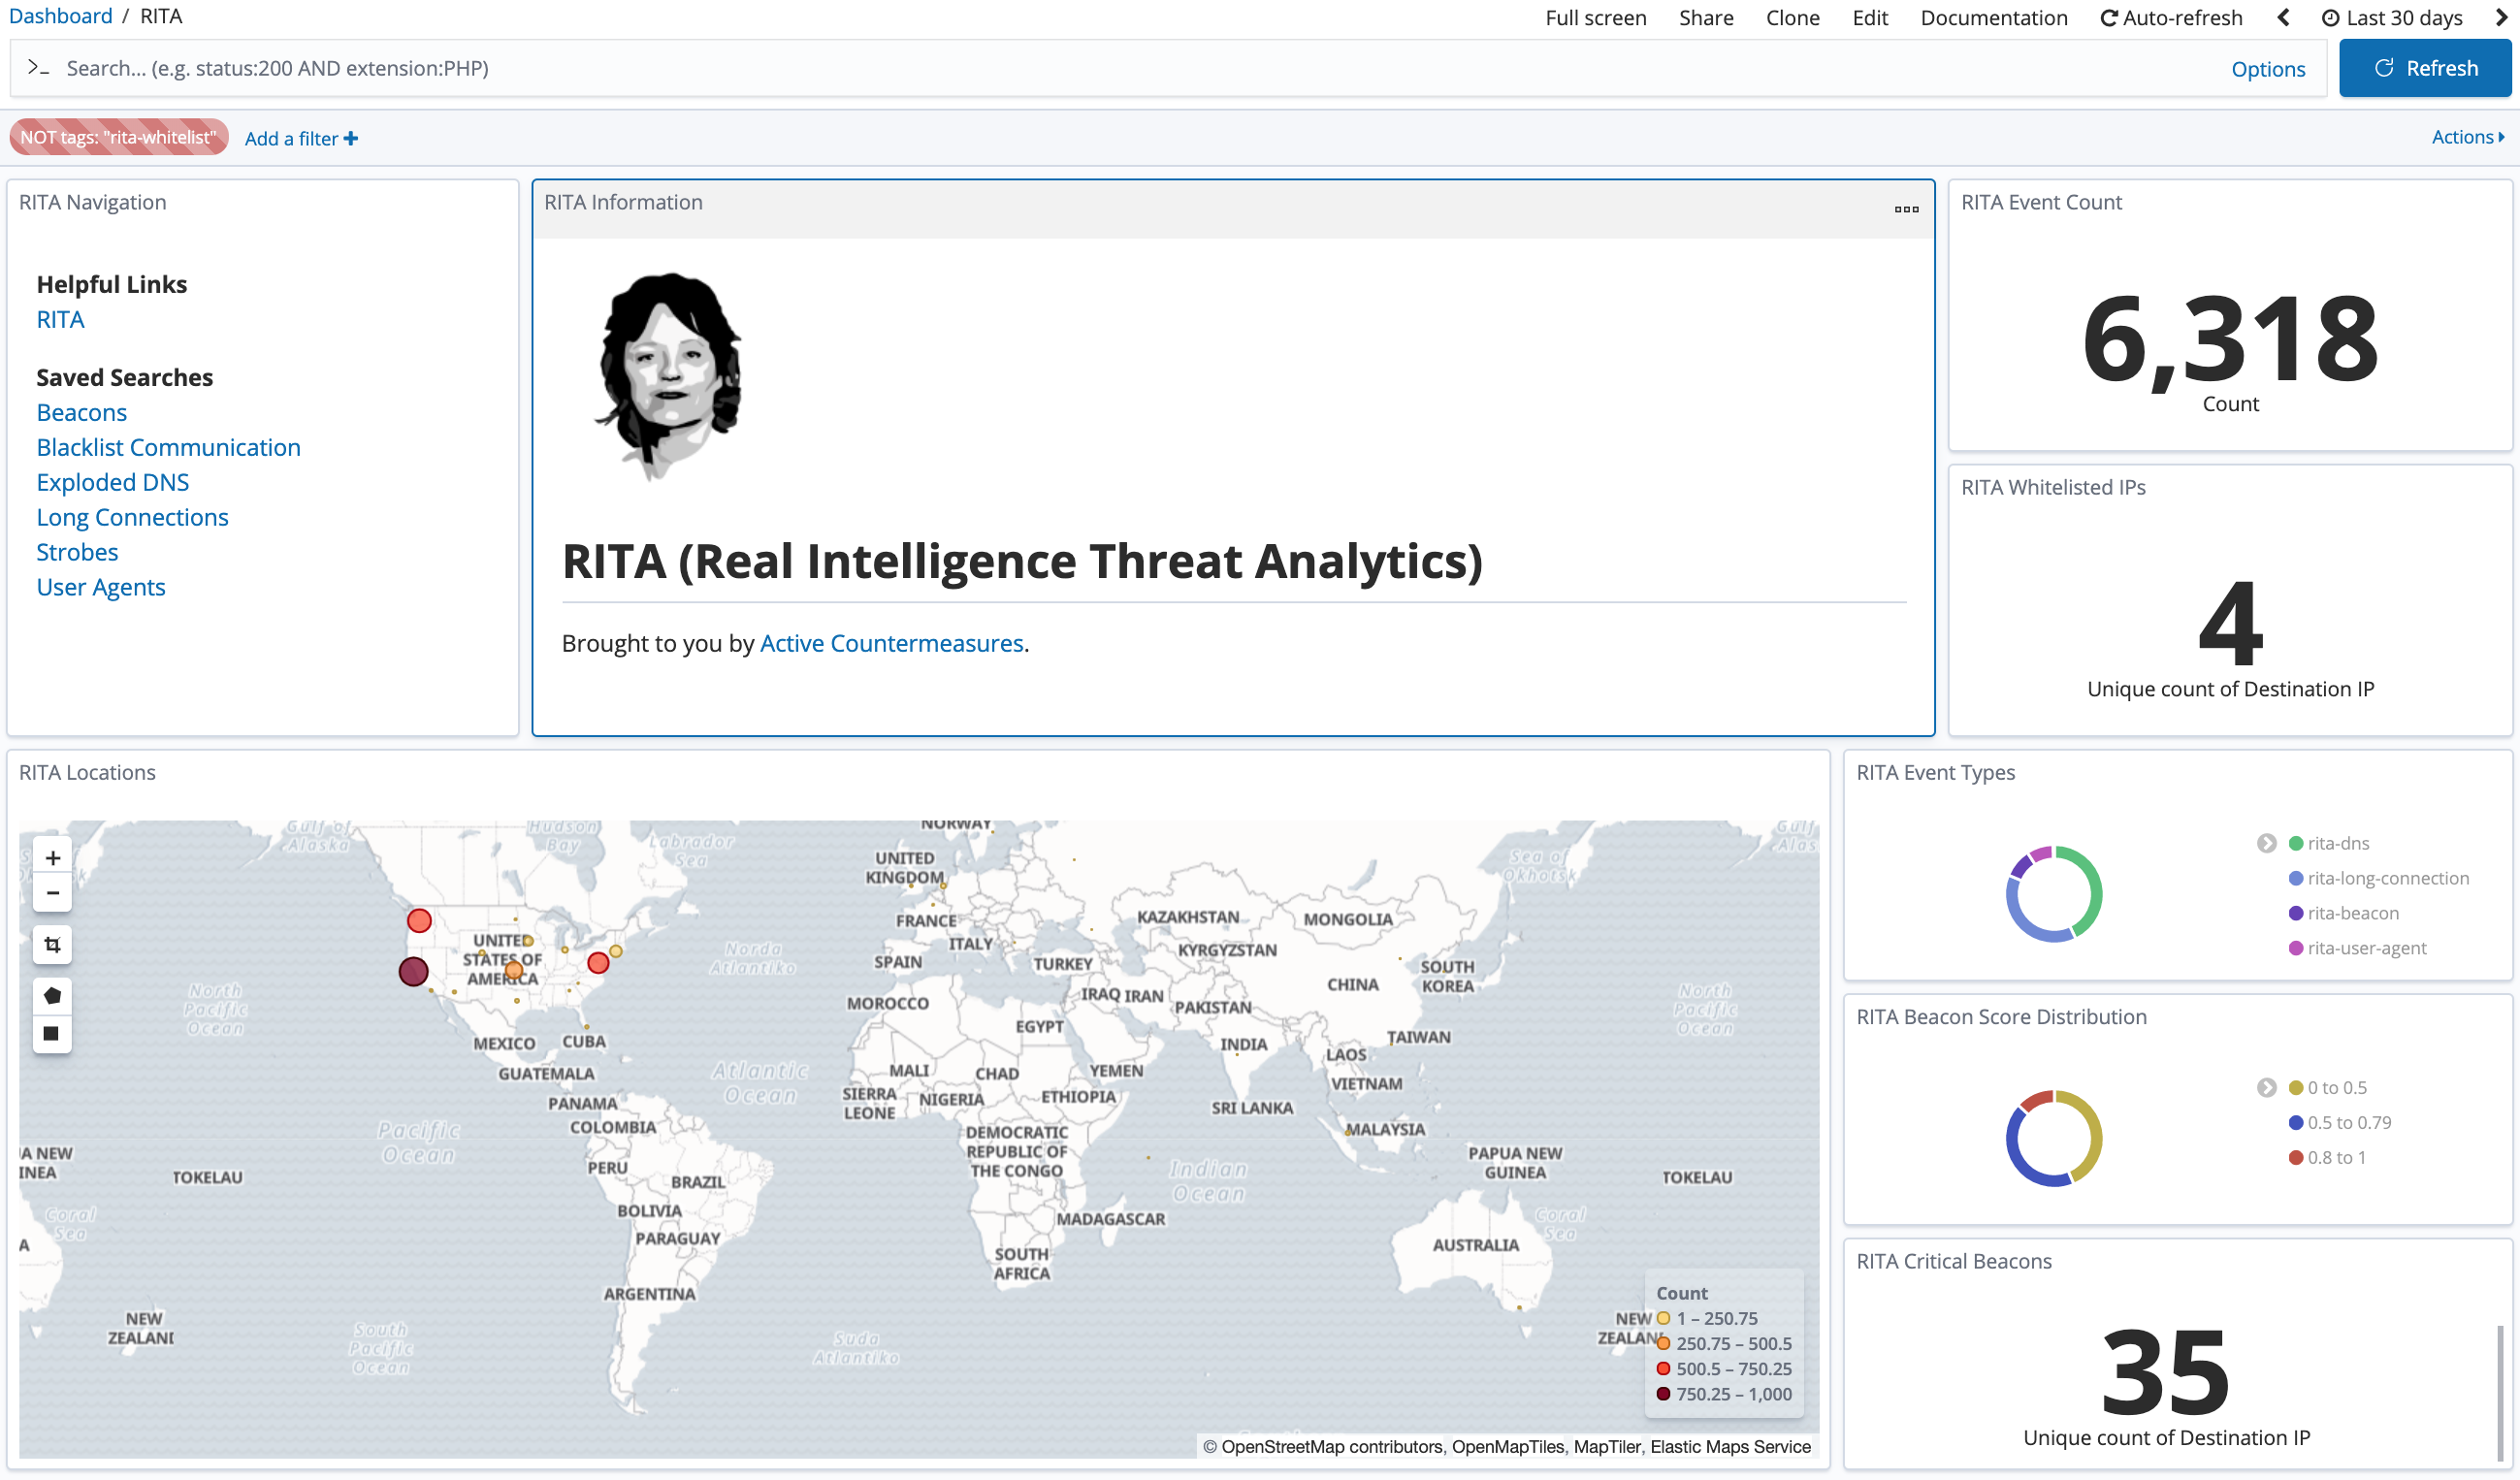 Dashboard / RITA
Full screen Share Clone Edit Documentation Auto-refresh Last 30 days
>_ Search... (e.g. status:200 AND extension:PHP)
Options
Refresh
NOT tags: "rita-whitelist"
Add a filter +
Actions
RITA Navigation
Helpful Links
RITA
Saved Searches
Beacons
Blacklist Communication
Exploded DNS
Long Connections
Strobes
User Agents
RITA Information
RITA (Real Intelligence Threat Analytics)
Brought to you by Active Countermeasures.
RITA Event Count
6,318
Count
RITA Whitelisted IPs
4
Unique count of Destination IP
RITA Locations
+
−
Gulf of
Alaska
Hudson
Bay
Labrador
Sea
NORWAY
UNITED
KINGDOM
FRANCE
ITALY
SPAIN
TURKEY
KAZAKHSTAN
MONGOLIA
KYRGYZSTAN
CHINA
SOUTH
KOREA
Sea of
Okhotsk
Gulf
Alas
UNITED
STATES OF
AMERICA
Norda
Atlantiko
North
Pacific
Ocean
MOROCCO
IRAQ
IRAN
PAKISTAN
EGYPT
INDIA
TAIWAN
LAOS
North
Pacific
Ocean
MEXICO
CUBA
GUATEMALA
Atlantic
Ocean
MALI
CHAD
YEMEN
VIETNAM
SIERRA
LEONE
NIGERIA
ETHIOPIA
SRI LANKA
PANAMA
COLOMBIA
MALAYSIA
Pacific
Ocean
DEMOCRATIC
REPUBLIC OF
THE CONGO
Indian
Ocean
PAPUA NEW
GUINEA
TOKELAU
A NEW
INEA
TOKELAU
PERU
BRAZIL
BOLIVIA
PARAGUAY
MADAGASCAR
Coral
Sea
A
Coral
Sea
AUSTRALIA
SOUTH
AFRICA
ARGENTINA
NEW
ZEALAND
South
Pacific
Ocean
Suda
Atlantiko
NEW
ZEALAN
Count
1 – 250.75
250.75 – 500.5
500.5 – 750.25
750.25 – 1,000
© OpenStreetMap contributors, OpenMapTiles, MapTiler, Elastic Maps Service
RITA Event Types
rita-dns
rita-long-connection
rita-beacon
rita-user-agent
RITA Beacon Score Distribution
0 to 0.5
0.5 to 0.79
0.8 to 1
RITA Critical Beacons
35
Unique count of Destination IP